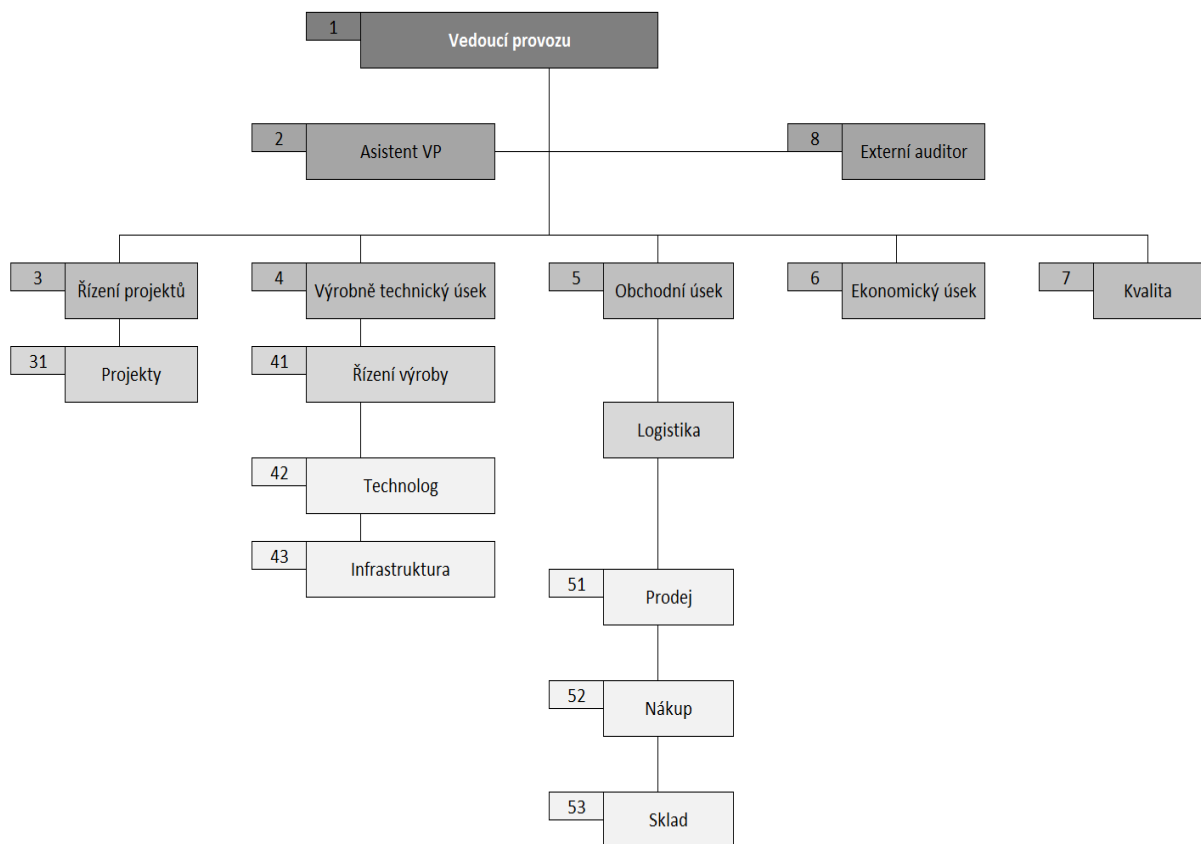 1
Vedoucí provozu
2
Asistent VP
8
Externí auditor
3
Řízení projektů
4
Výrobně technický úsek
5
Obchodní úsek
6
Ekonomický úsek
7
Kvalita
31
Projekty
41
Řízení výroby
Logistika
42
Technolog
43
Infrastruktura
51
Prodej
52
Nákup
53
Sklad